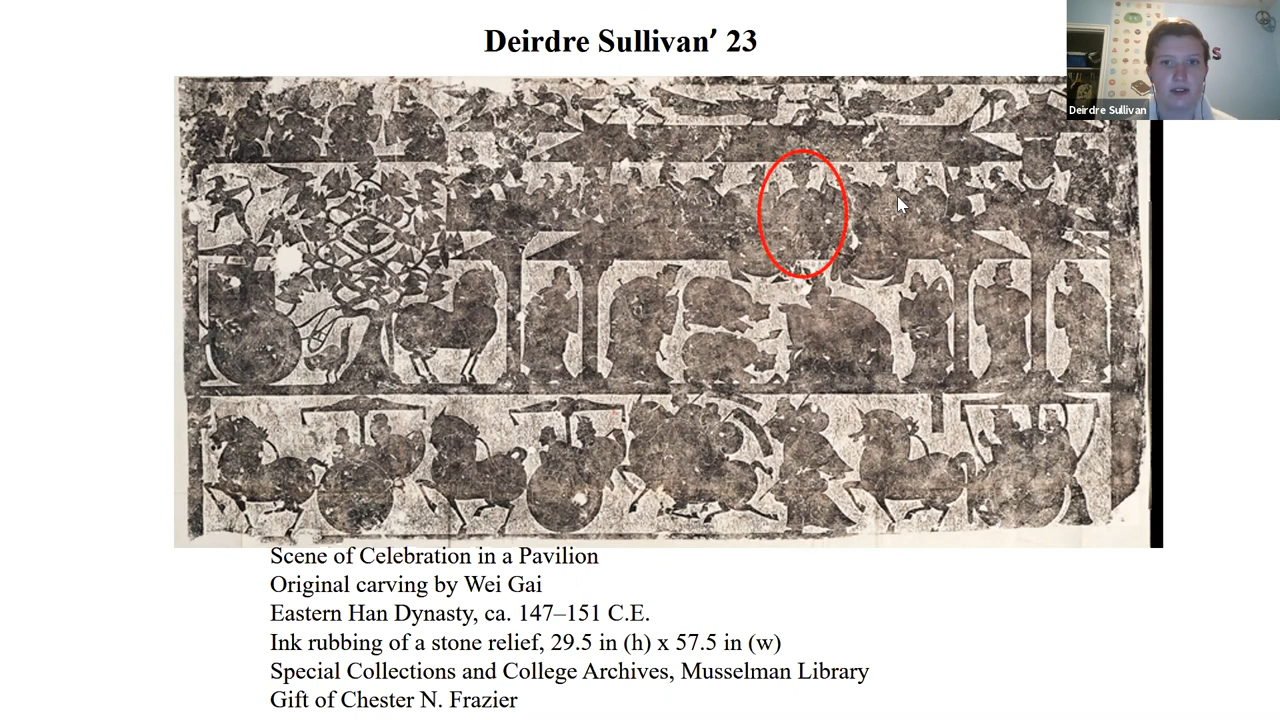 Deirdre Sullivan’ 23
Deirdre Sullivan
Scene of Celebration in a Pavilion
Original carving by Wei Gai
Eastern Han Dynasty, ca. 147–151 C.E.
Ink rubbing of a stone relief, 29.5 in (h) x 57.5 in (w)
Special Collections and College Archives, Musselman Library
Gift of Chester N. Frazier